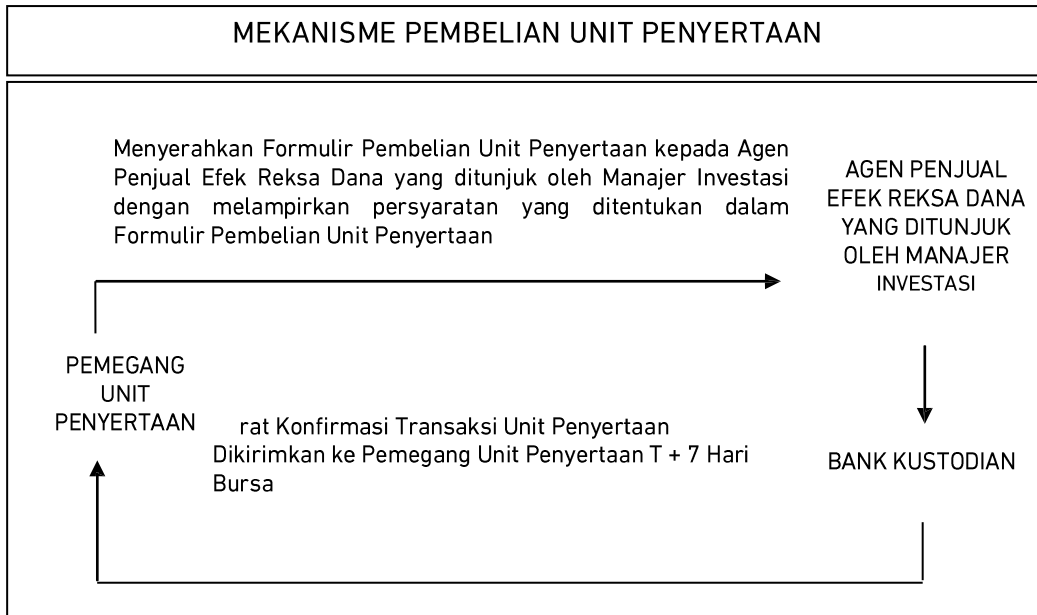 MEKANISME PEMBELIAN UNIT PENYERTAAN
Menyerahkan Formulir Pembelian Unit Penyertaan kepada Agen
Penjual Efek Reksa Dana yang ditunjuk oleh Manajer Investasi
dengan melampirkan persyaratan yang ditentukan dalam
Formulir Pembelian Unit Penyertaan
AGEN PENJUAL
EFEK REKSA DANA
YANG DITUNJUK
OLEH MANAJER
INVESTASI
PEMEGANG
UNIT
PENYERTAAN
rat Konfirmasi Transaksi Unit Penyertaan
Dikirimkan ke Pemegang Unit Penyertaan T + 7 Hari
Bursa
BANK KUSTODIAN